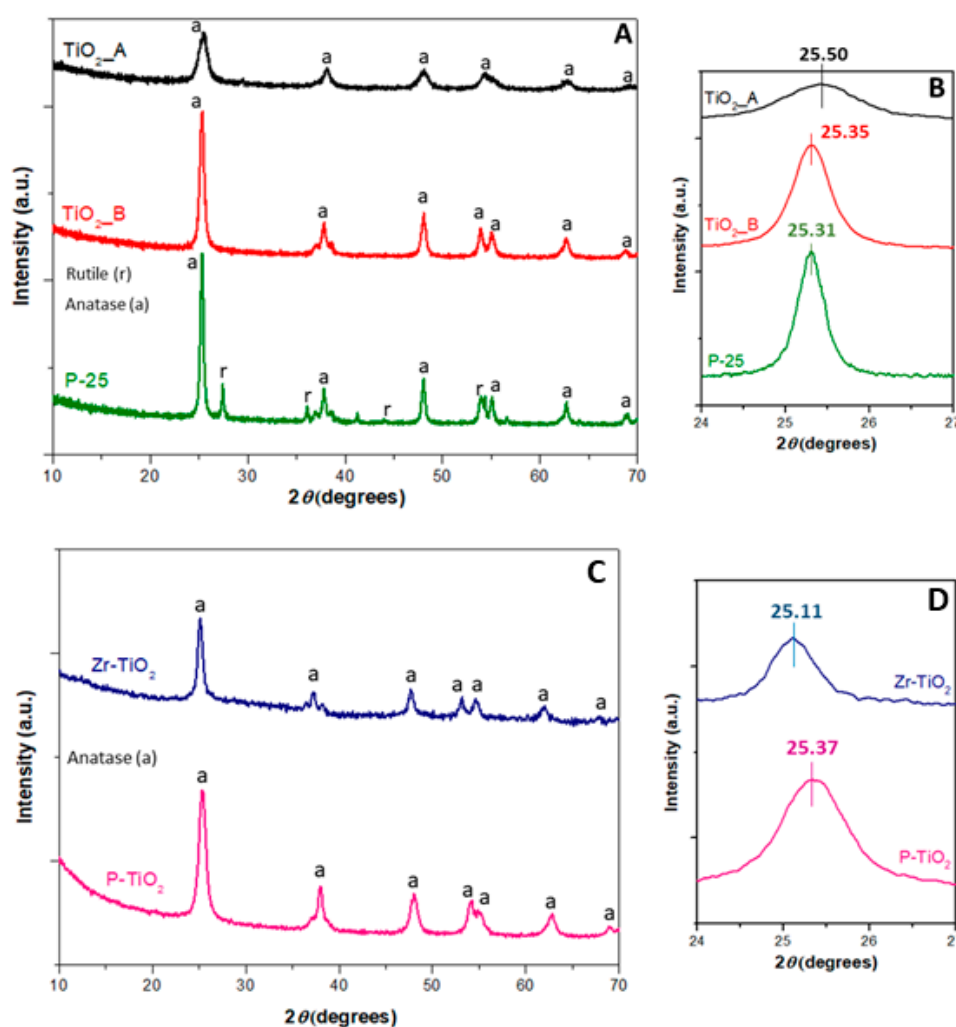 A
TiO2_A
a
a
a
a
a
a
TiO2_B
a
a
a
a
a
a
a
Rutile (r)
Anatase (a)
P-25
a
r
r
a
r
a
r
a
a
a
10 20 30 40 50 60 70
2θ(degrees)
Intensity (a.u.)
B
25.50
TiO2_A
25.35
TiO2_B
25.31
P-25
24 25 26 27
2θ(degrees)
Intensity (a.u.)
C
Zr-TiO2
a
a
a
a
a
a
a
Anatase (a)
P-TiO2
a
a
a
a
a
a
a
10 20 30 40 50 60 70
2θ(degrees)
Intensity (a.u.)
D
25.11
Zr-TiO2
25.37
P-TiO2
24 25 26 2
2θ(degrees)
Intensity (a.u.)